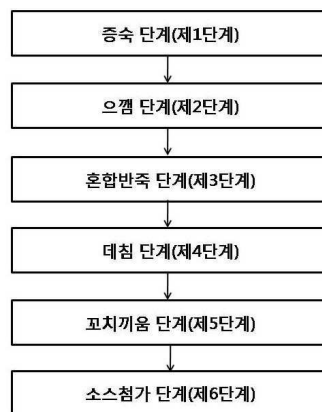 증숙 단계(제1단계)
으깸 단계(제2단계)
혼합반죽 단계(제3단계)
데침 단계(제4단계)
꼬치끼움 단계(제5단계)
소스첨가 단계(제6단계)